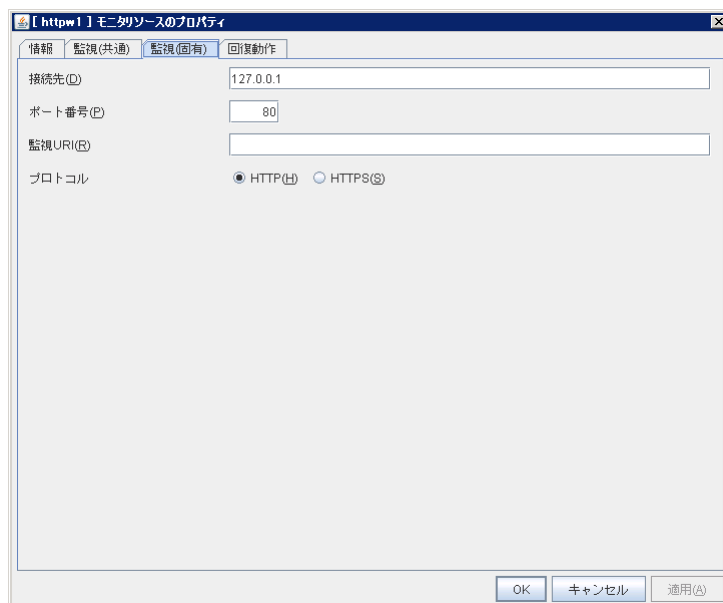 [ httpw1 ] モニタリソースのプロパティ
情報 監視(共通) 監視(固有) 回復動作
接続先(D) 127.0.0.1
ポート番号(P) 80
監視URI(R)
プロトコル HTTP(H) HTTPS(S)
OK キャンセル 適用(A)